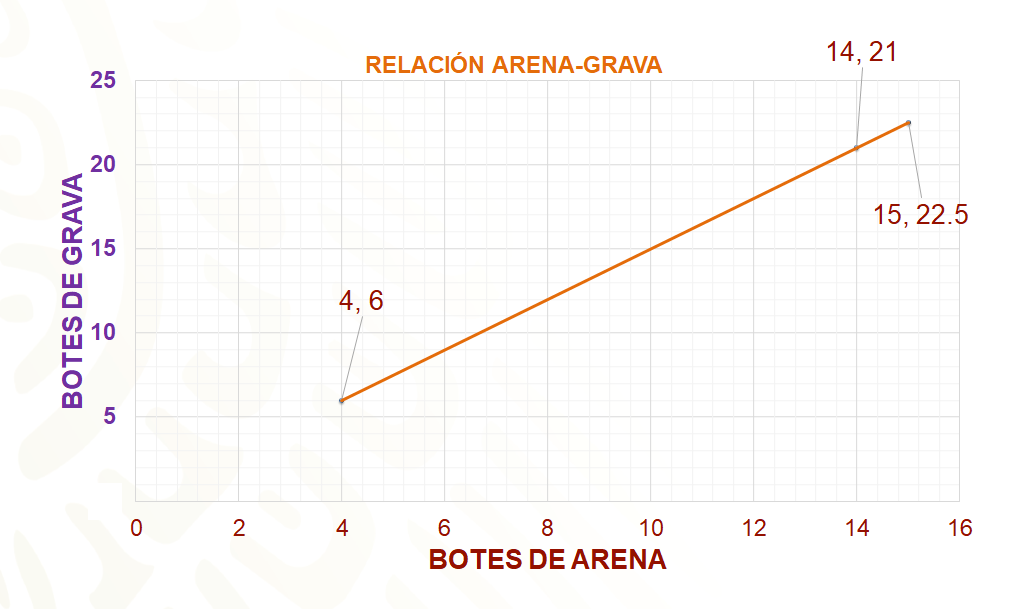 RELACIÓN ARENA-GRAVA
14, 21
15, 22.5
4, 6
BOTES DE GRAVA
25
20
15
10
5
0 2 4 6 8 10 12 14 16
BOTES DE ARENA